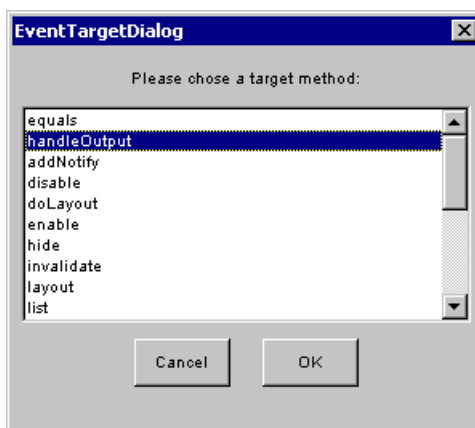 EventTargetDialog
Please chose a target method:
equals
handleOutput
addNotify
disable
doLayout
enable
hide
invalidate
layout
list
Cancel OK